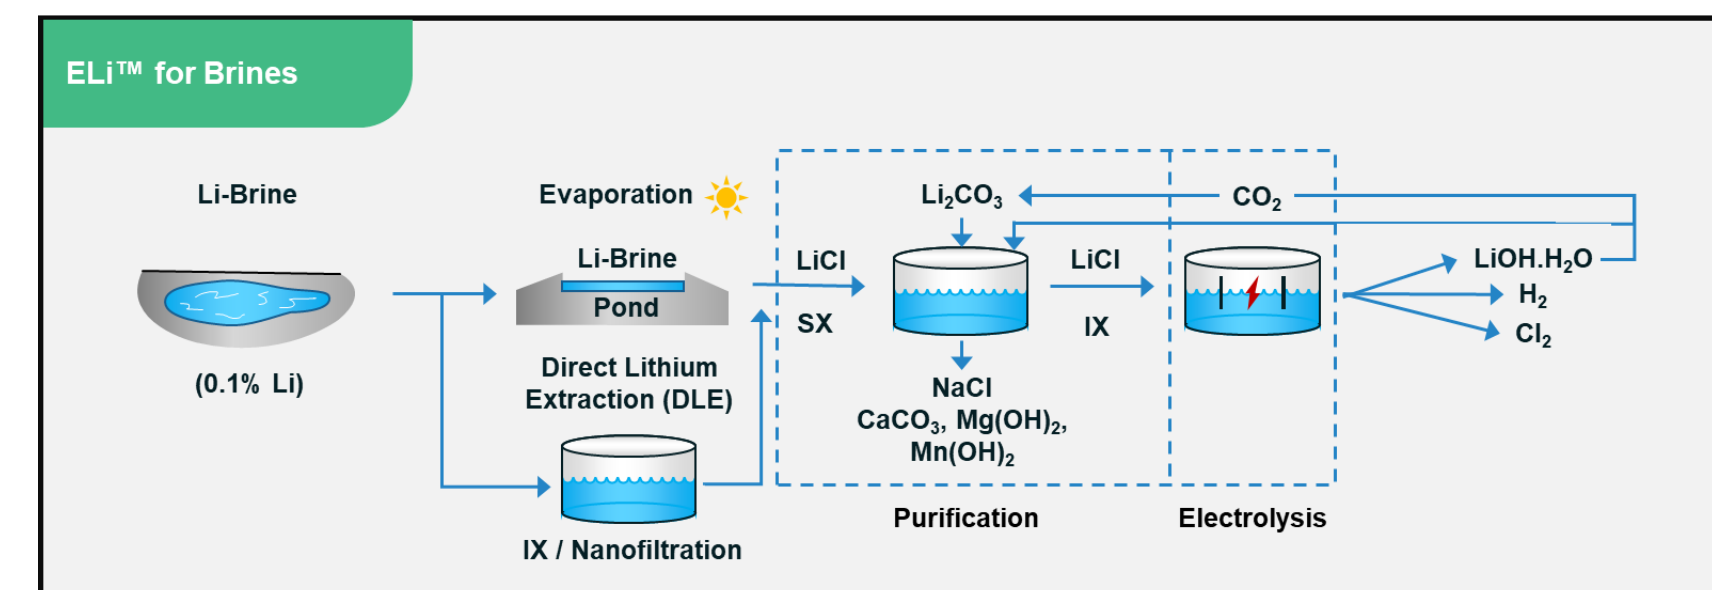 ELi™ for Brines
Li-Brine
(0.1% Li)
Evaporation
Li-Brine
Pond
Direct Lithium
Extraction (DLE)
IX / Nanofiltration
LiCl
SX
Li₂CO₃
NaCl
CaCO₃, Mg(OH)₂,
Mn(OH)₂
Purification
LiCl
IX
CO₂
Electrolysis
LiOH.H₂O
H₂
Cl₂